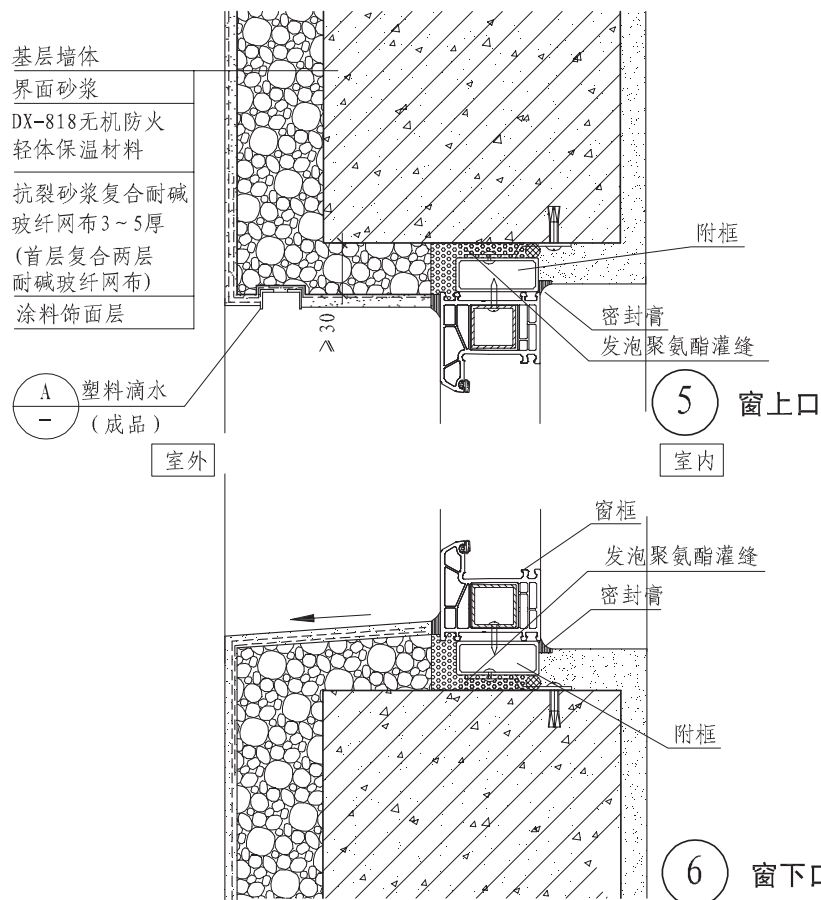 基层墙体
界面砂浆
DX-818无机防火
轻体保温材料
抗裂砂浆复合耐碱
玻纤网布3~5厚
(首层复合两层
耐碱玻纤网布)
涂料饰面层
附框
密封膏
发泡聚氨酯灌缝
≥30
A
-
塑料滴水
(成品)
5
窗上口
室外
室内
窗框
发泡聚氨酯灌缝
密封膏
附框
6
窗下口